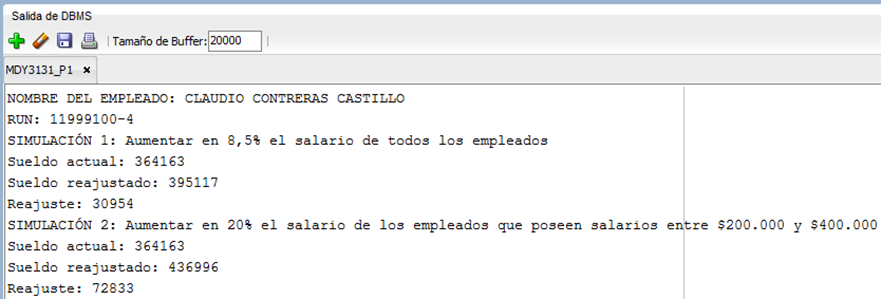 Salida de DBMS
Tamaño de Buffer: 20000
MDY3131_P1
NOMBRE DEL EMPLEADO: CLAUDIO CONTRERAS CASTILLO
RUN: 11999100-4
SIMULACIÓN 1: Aumentar en 8,5% el salario de todos los empleados
Sueldo actual: 364163
Sueldo reajustado: 395117
Reajuste: 30954
SIMULACIÓN 2: Aumentar en 20% el salario de los empleados que poseen salarios entre $200.000 y $400.000
Sueldo actual: 364163
Sueldo reajustado: 436996
Reajuste: 72833